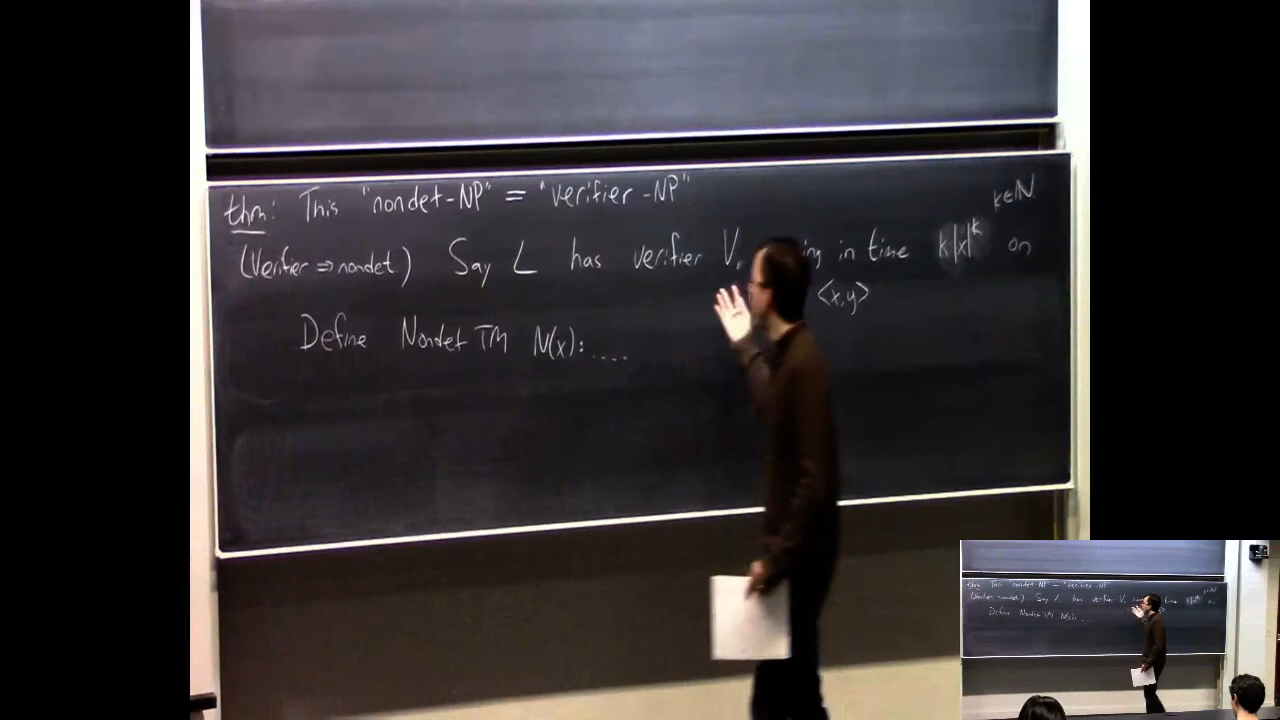 thm: This "nondet-NP" = "verifier-NP"
k∈ℕ
(Verifier ⇒ nondet.) Say L has verifier V, in time k|x|^k on
<x,y>
Define Nondet TM N(x): ....